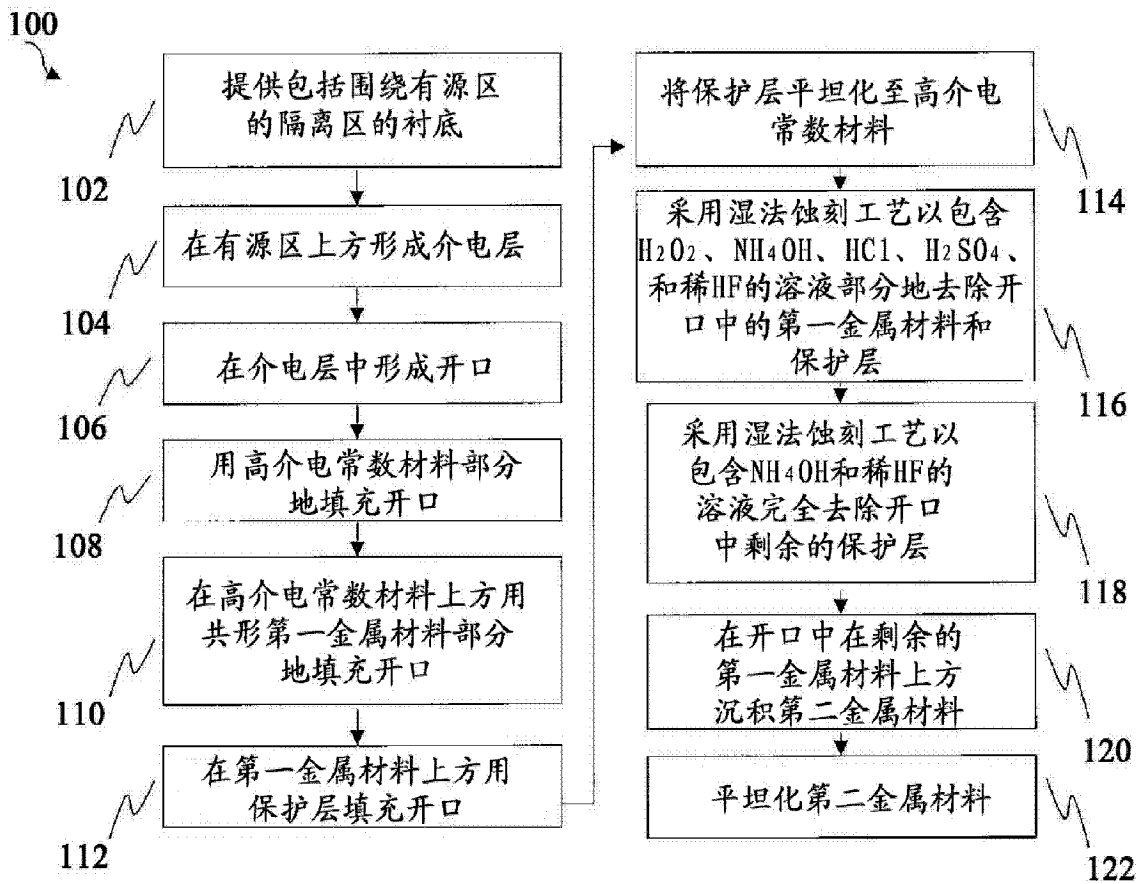 100
提供包括围绕有源区
的隔离区的衬底
102
在有源区上方形成介电层
104
在介电层中形成开口
106
用高介电常数材料部分
地填充开口
108
在高介电常数材料上方用
共形第一金属材料部分
地填充开口
110
在第一金属材料上方用
保护层填充开口
112
将保护层平坦化至高介电
常数材料
114
采用湿法蚀刻工艺以包含
H₂O₂、NH₄OH、HCl、H₂SO₄、
和稀HF的溶液部分地去除开
口中的第一金属材料和
保护层
116
采用湿法蚀刻工艺以
包含NH₄OH和稀HF的
溶液完全去除开口
中剩余的保护层
118
在开口中在剩余的
第一金属材料上方
沉积第二金属材料
120
平坦化第二金属材料
122